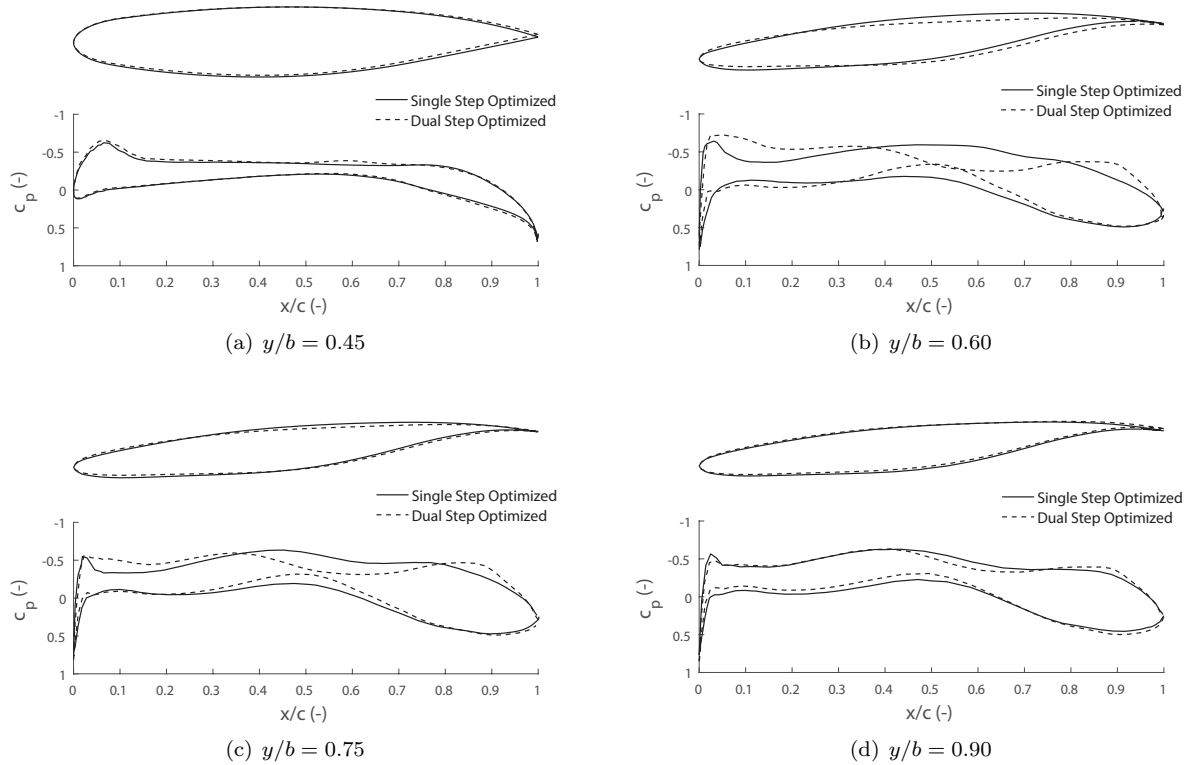 Single Step Optimized
Dual Step Optimized
-1
-0.5
0
0.5
1
c_p (-)
0 0.1 0.2 0.3 0.4 0.5 0.6 0.7 0.8 0.9 1
x/c (-)
(a) y/b = 0.45
Single Step Optimized
Dual Step Optimized
-1
-0.5
0
0.5
1
c_p (-)
0 0.1 0.2 0.3 0.4 0.5 0.6 0.7 0.8 0.9 1
x/c (-)
(b) y/b = 0.60
Single Step Optimized
Dual Step Optimized
-1
-0.5
0
0.5
1
c_p (-)
0 0.1 0.2 0.3 0.4 0.5 0.6 0.7 0.8 0.9 1
x/c (-)
(c) y/b = 0.75
Single Step Optimized
Dual Step Optimized
-1
-0.5
0
0.5
1
c_p (-)
0 0.1 0.2 0.3 0.4 0.5 0.6 0.7 0.8 0.9 1
x/c (-)
(d) y/b = 0.90